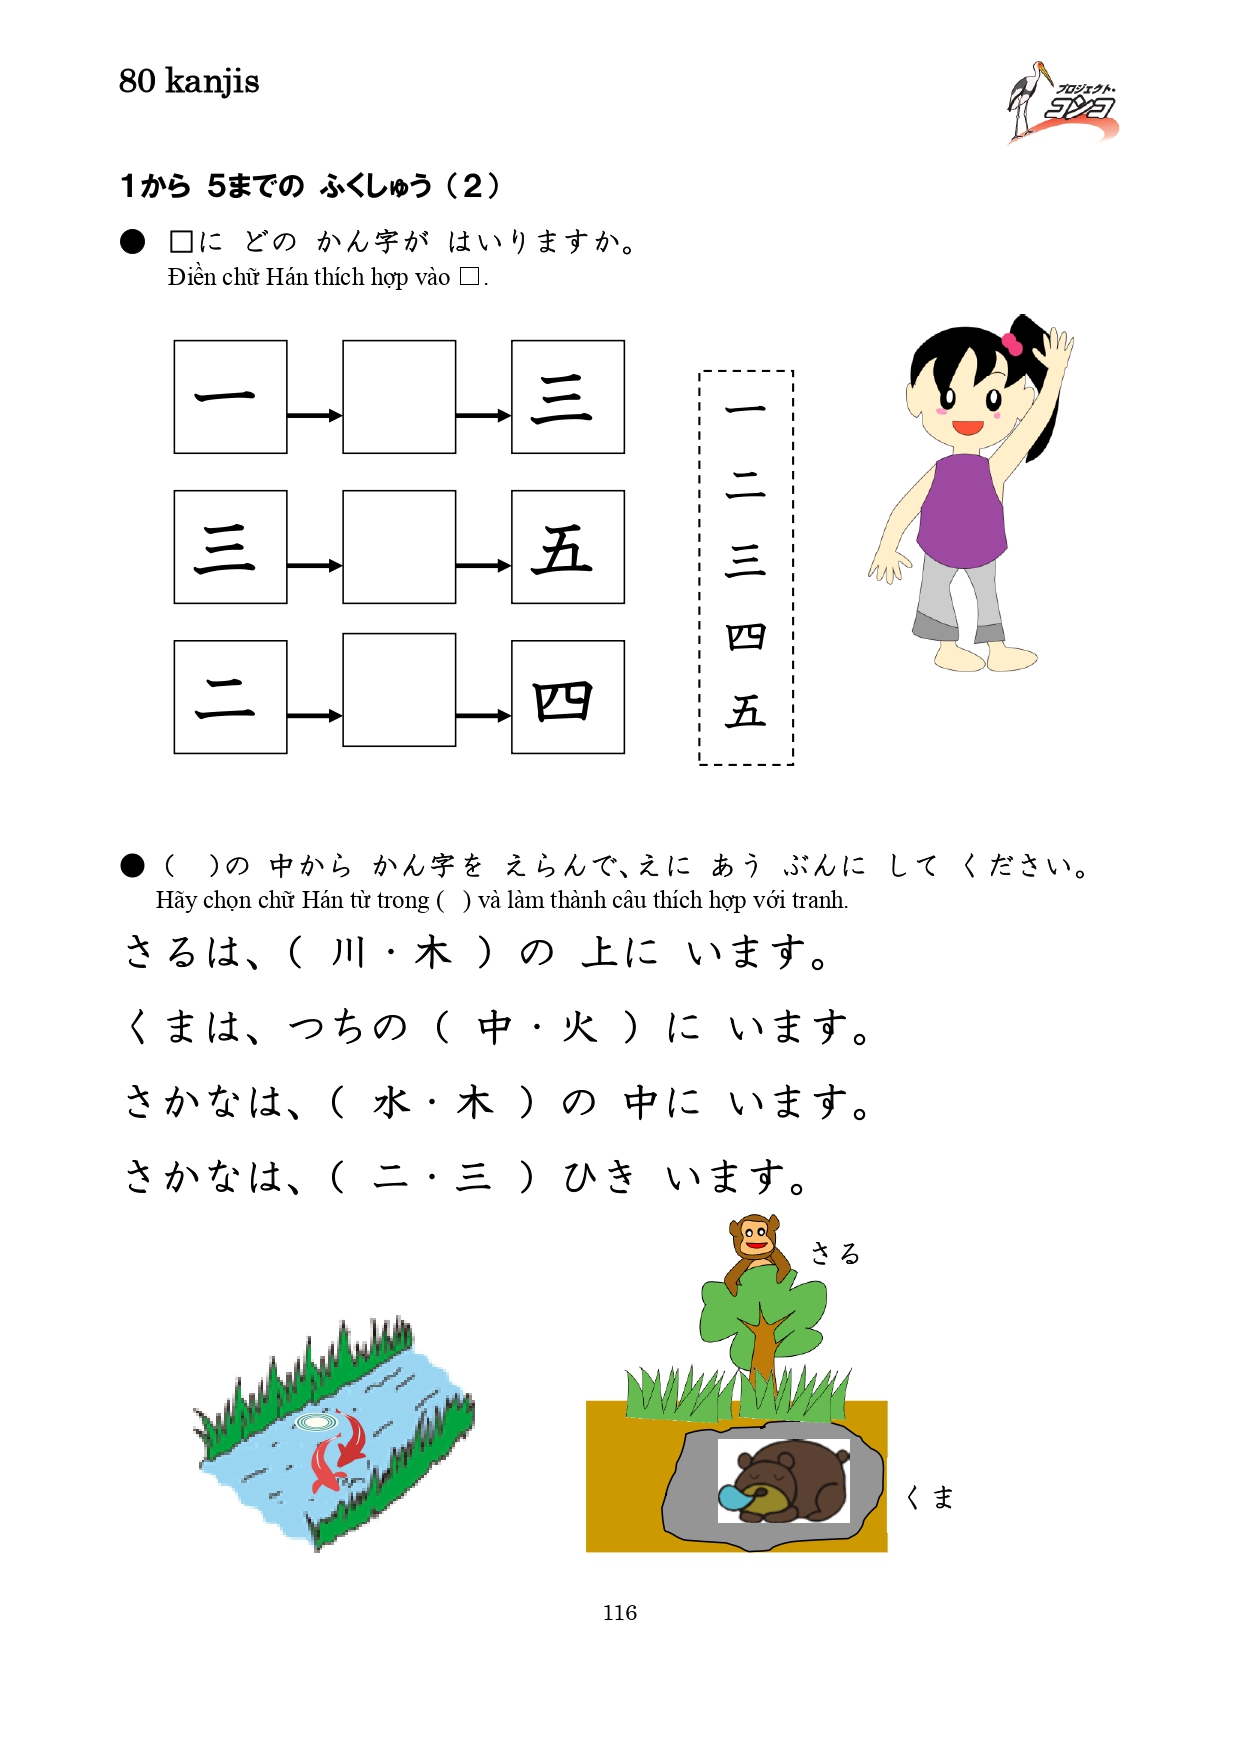 80 kanjis
プロジェクト・
コンコ
1から 5までの ふくしゅう(2)
● □に どの かん字が はいりますか。
Điền chữ Hán thích hợp vào □.
一 三
三 五
二 四
一
二
三
四
五
● ( )の 中から かん字を えらんで、えに あう ぶんに して ください。
Hãy chọn chữ Hán từ trong ( ) và làm thành câu thích hợp với tranh.
さるは、( 川・木 )の 上に います。
くまは、つちの( 中・火 )に います。
さかなは、( 水・木 )の 中に います。
さかなは、( 二・三 )ひき います。
さる
くま
116